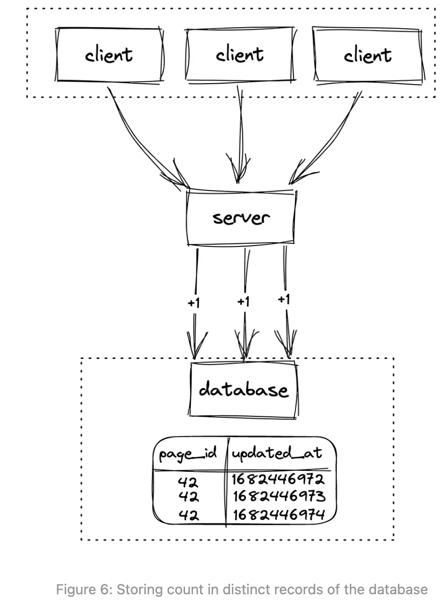 client client client
server
+1 +1 +1
database
page_id updated_at
42 1682446972
42 1682446973
42 1682446974
Figure 6: Storing count in distinct records of the database